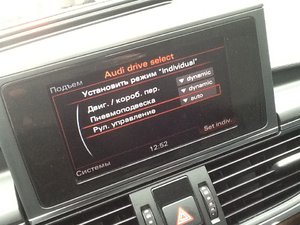 Подъем
Audi drive select
Установить режим "individual"
Двиг. / короб. пер. dynamic
Пневмоподвеска dynamic
Рул. управление auto
Set indiv.
12:52
Системы